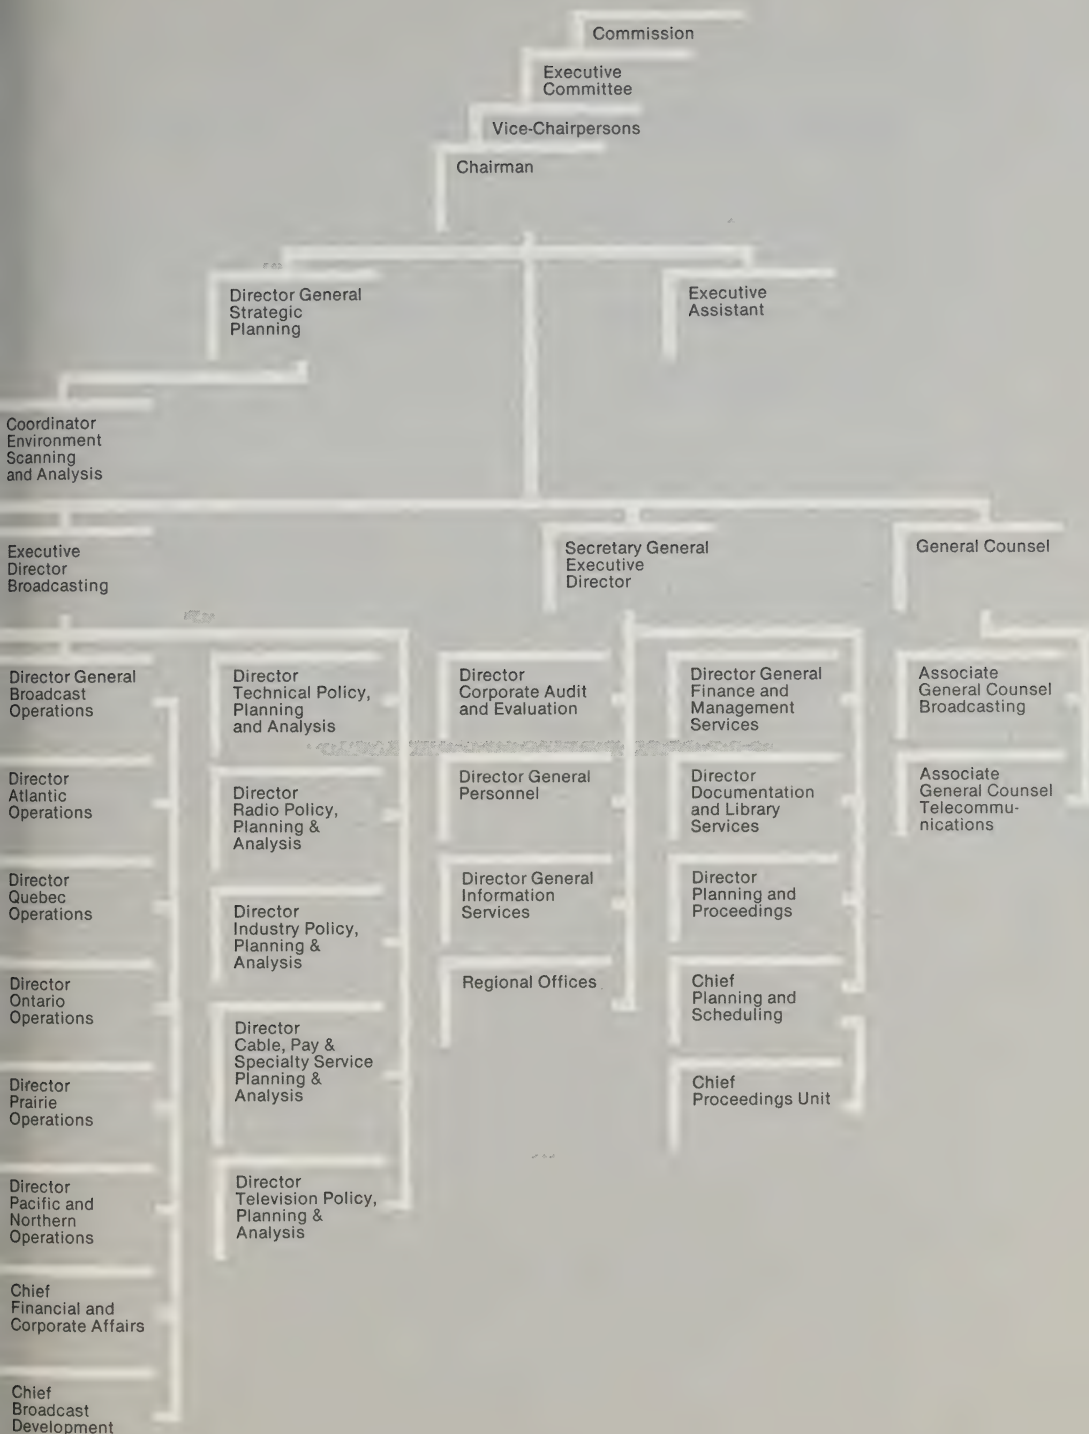 Commission
Executive
Committee
Vice-Chairpersons
Chairman
Director General
Strategic
Planning
Executive
Assistant
Coordinator
Environment
Scanning
and Analysis
Executive
Director
Broadcasting
Secretary General
Executive
Director
General Counsel
Director General
Broadcast
Operations
Director
Atlantic
Operations
Director
Quebec
Operations
Director
Ontario
Operations
Director
Prairie
Operations
Director
Pacific and
Northern
Operations
Chief
Financial and
Corporate Affairs
Chief
Broadcast
Development
Director
Technical Policy,
Planning
and Analysis
Director
Radio Policy,
Planning &
Analysis
Director
Industry Policy,
Planning &
Analysis
Director
Cable, Pay &
Specialty Service
Planning &
Analysis
Director
Television Policy,
Planning &
Analysis
Director
Corporate Audit
and Evaluation
Director General
Personnel
Director General
Information
Services
Regional Offices
Director General
Finance and
Management
Services
Director
Documentation
and Library
Services
Director
Planning and
Proceedings
Chief
Planning and
Scheduling
Chief
Proceedings Unit
Associate
General Counsel
Broadcasting
Associate
General Counsel
Telecommu-
nications